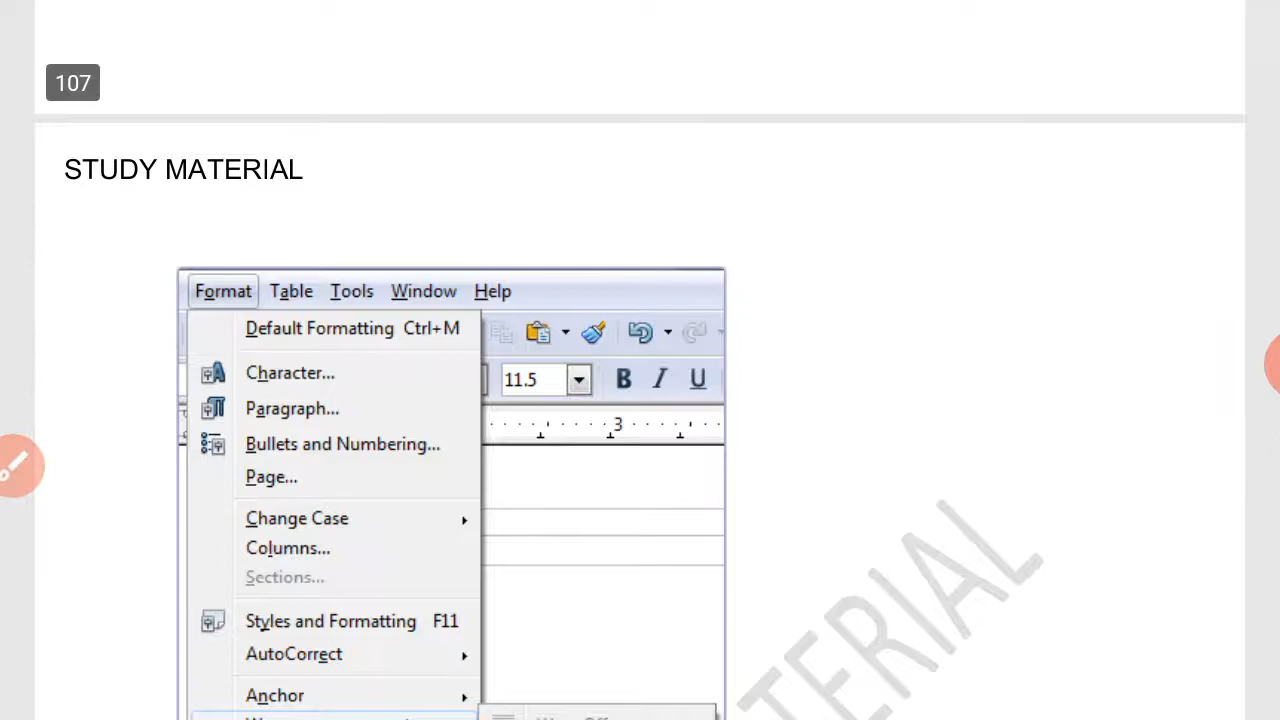 107
STUDY MATERIAL
Format Table Tools Window Help
Default Formatting Ctrl+M
Character...
11.5 B I U
Paragraph...
3
Bullets and Numbering...
Page...
Change Case
Columns...
Sections...
Styles and Formatting F11
AutoCorrect
Anchor
TERIAL